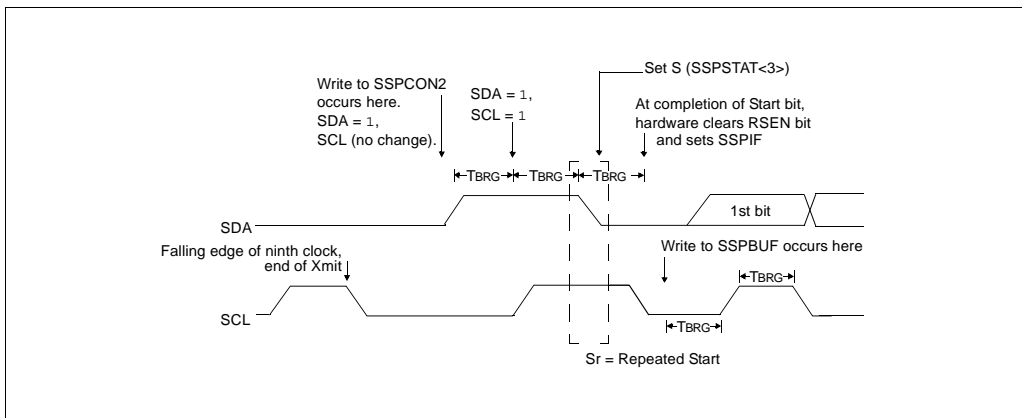 Set S (SSPSTAT<3>)
Write to SSPCON2
occurs here.
SDA = 1,
SCL (no change).
SDA = 1,
SCL = 1
At completion of Start bit,
hardware clears RSEN bit
and sets SSPIF
TBRG
TBRG
TBRG
1st bit
SDA
Falling edge of ninth clock,
end of Xmit
Write to SSPBUF occurs here
TBRG
SCL
TBRG
Sr = Repeated Start